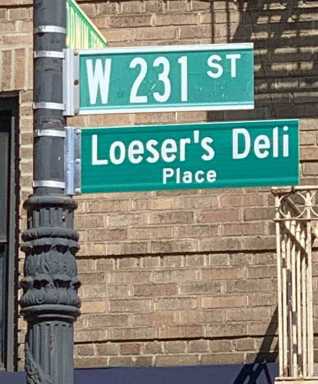 W 231 ST
Loeser's Deli
Place